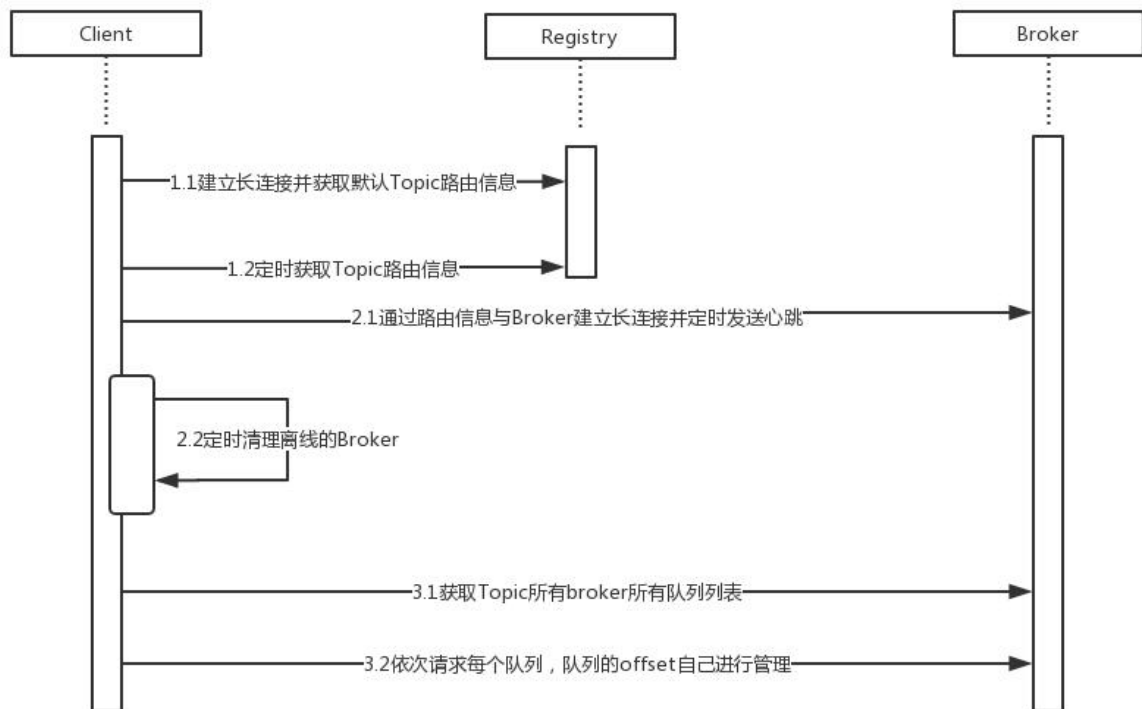 Client
Registry
Broker
1.1建立长连接并获取默认Topic路由信息
1.2定时获取Topic路由信息
2.1通过路由信息与Broker建立长连接并定时发送心跳
2.2定时清理离线的Broker
3.1获取Topic所有broker所有队列列表
3.2依次请求每个队列，队列的offset自己进行管理